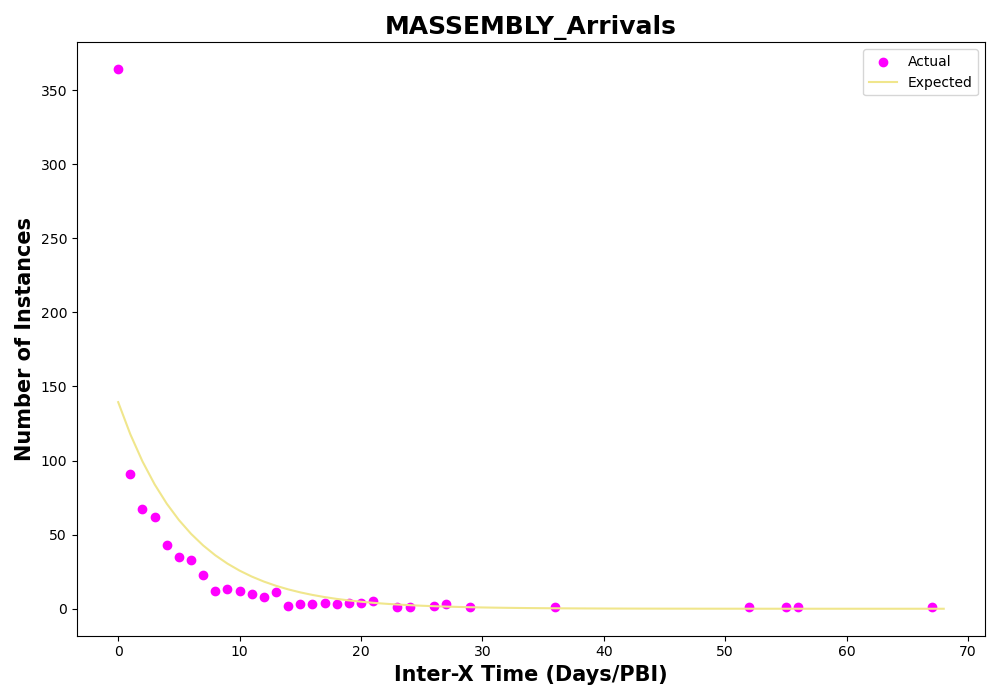 MASSEMBLY_Arrivals
Actual
Expected
350
300
250
200
150
100
50
0
Number of Instances
0 10 20 30 40 50 60 70
Inter-X Time (Days/PBI)